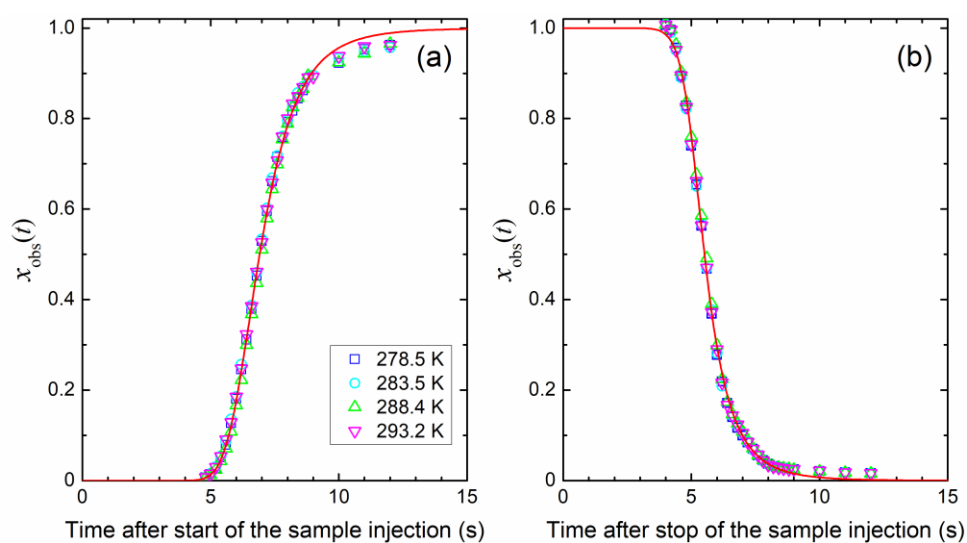 (a)
1.0
0.8
0.6
0.4
0.2
0
x_obs(t)
278.5 K
283.5 K
288.4 K
293.2 K
0 5 10 15
Time after start of the sample injection (s)
(b)
1.0
0.8
0.6
0.4
0.2
0
x_obs(t)
0 5 10 15
Time after stop of the sample injection (s)